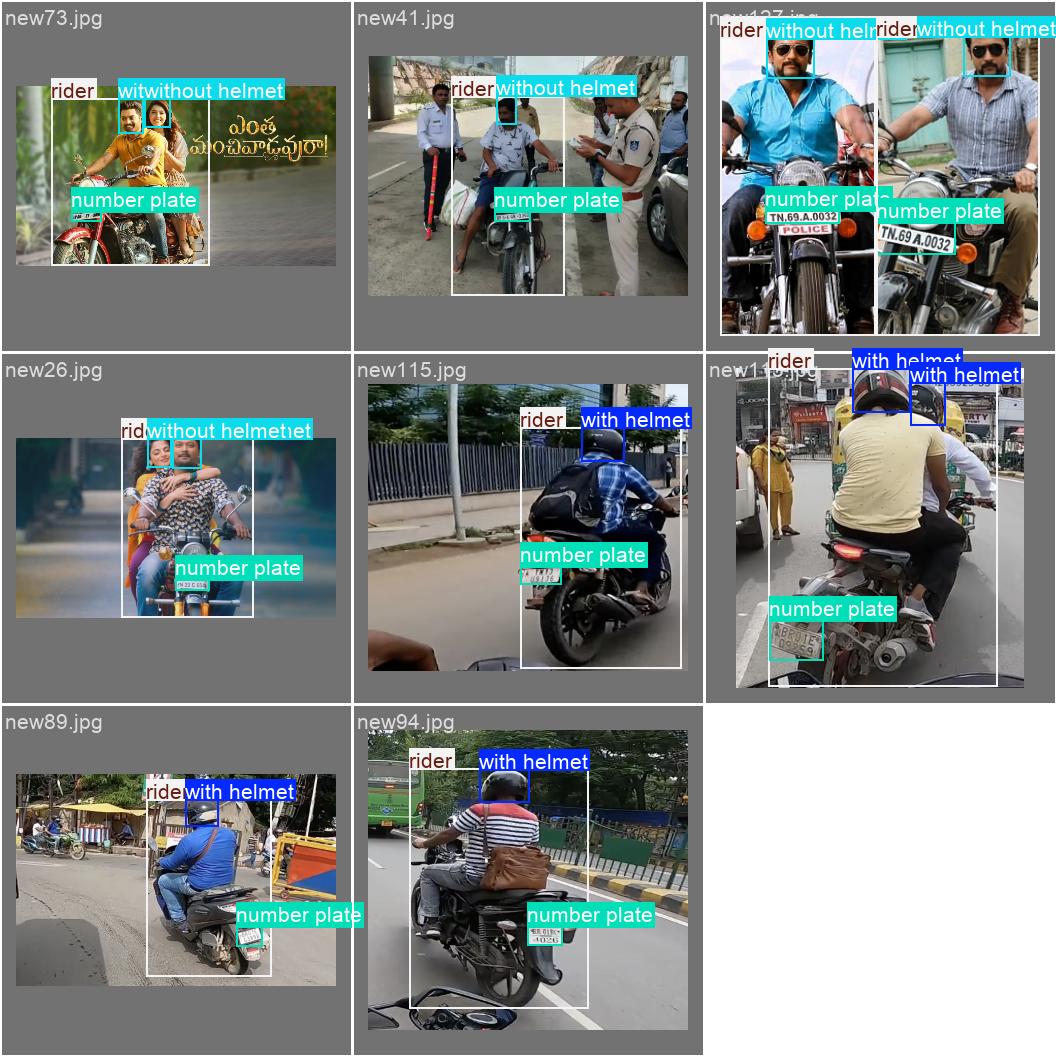 new73.jpg
rider
without helmet
ఎంత
మంచివాడవురా!
number plate
new41.jpg
rider
without helmet
number plate
rider
without helmet
rider
without helmet
number plate
TN.69.A.0032
POLICE
number plate
TN.69.A.0032
new26.jpg
without helmet
number plate
new115.jpg
rider
with helmet
number plate
rider
with helmet
with helmet
number plate
BR01E
new89.jpg
rider
with helmet
number plate
new94.jpg
rider
with helmet
number plate
4026